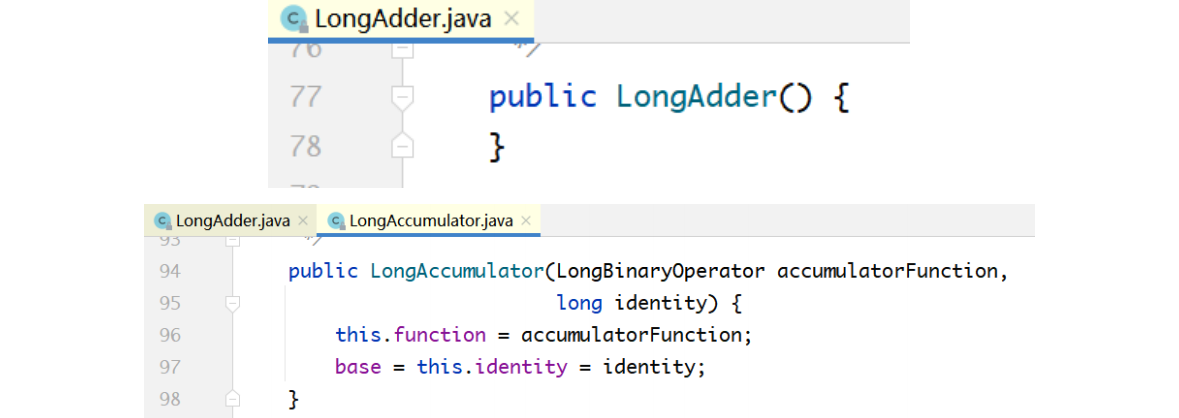 LongAdder.java
76 */
77 public LongAdder() {
78 }
LongAdder.java LongAccumulator.java
93 */
94 public LongAccumulator(LongBinaryOperator accumulatorFunction,
95 long identity) {
96 this.function = accumulatorFunction;
97 base = this.identity = identity;
98 }